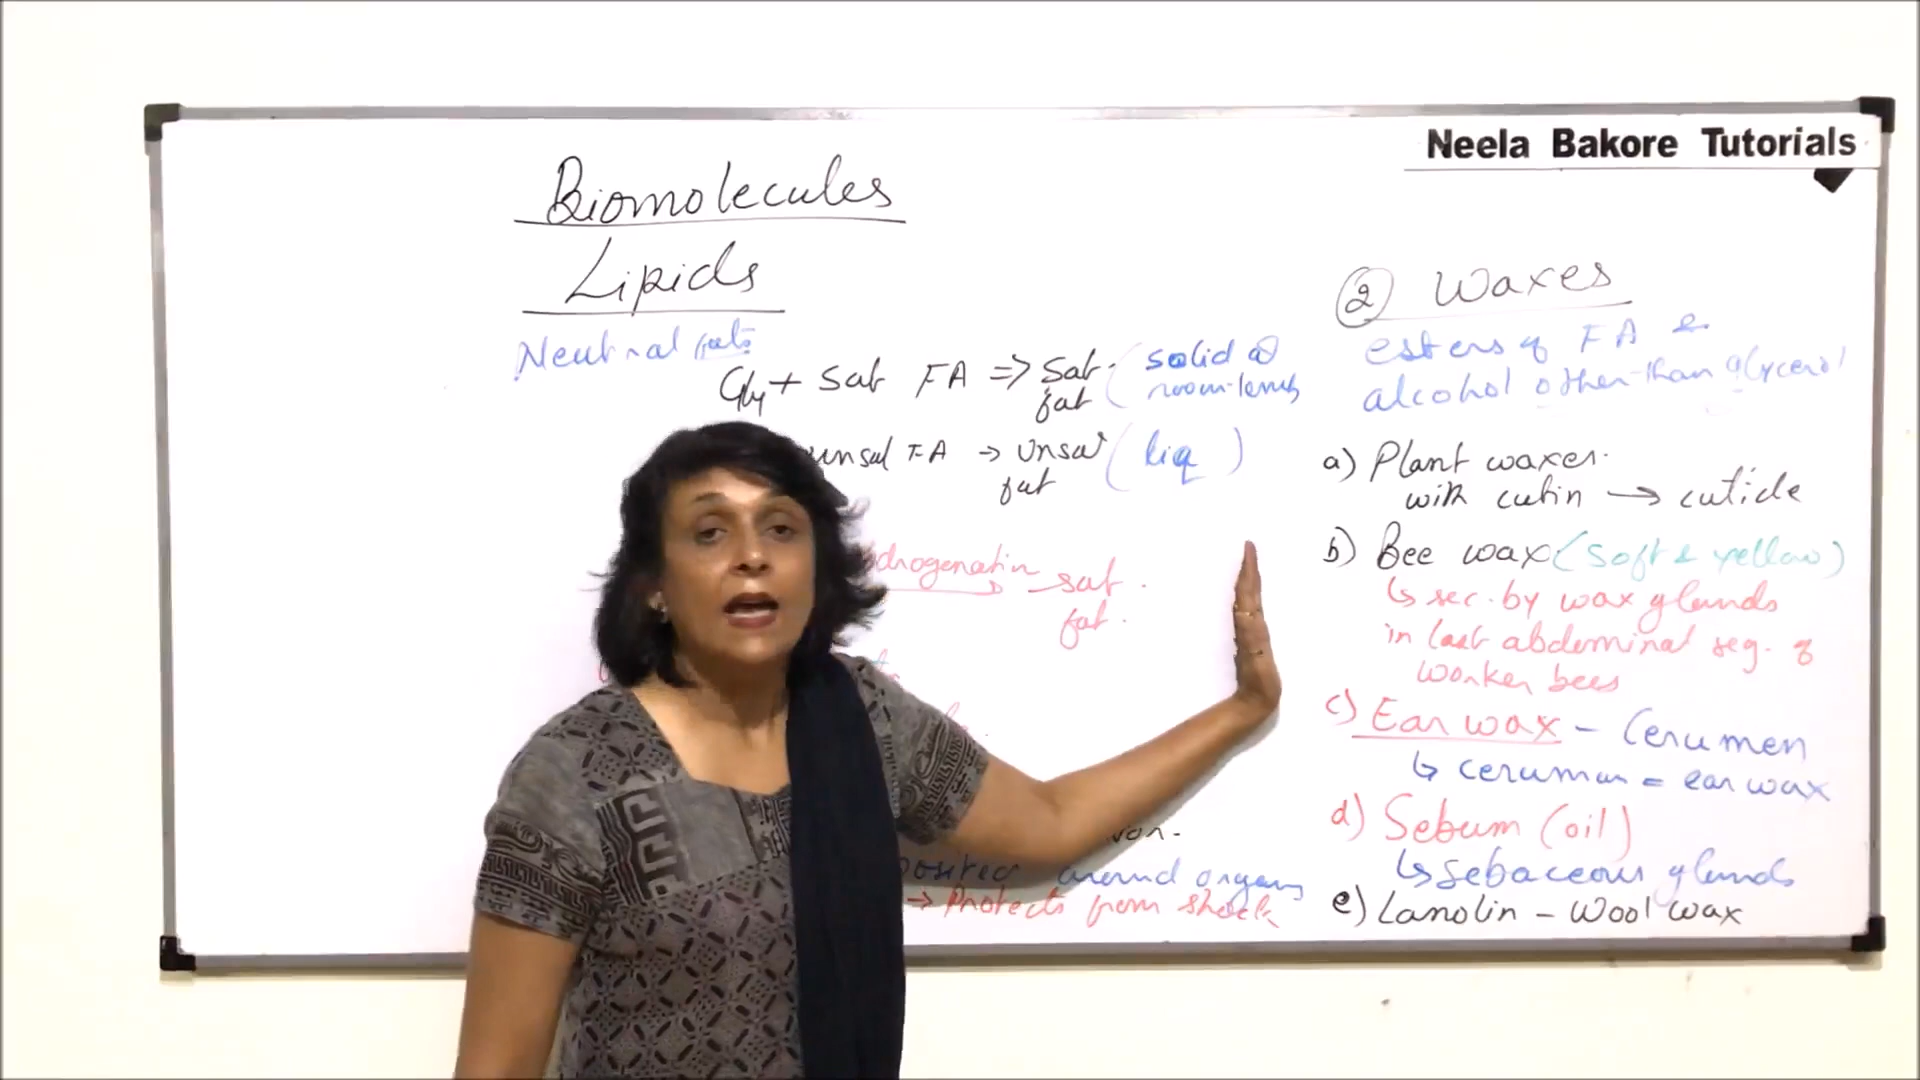 Neela Bakore Tutorials
Biomolecules
Lipids
Neutral fats
Gly + Sat FA => Sat. (solid at
fat room-temp
unsat FA -> Unsat (liq)
fat
sat.
fat.
around organs
-> Protects from shock
② Waxes
esters of FA &
alcohol other than glycerol
a) Plant waxes.
with cutin -> cuticle
b) Bee wax (soft & yellow)
↳ sec. by wax glands
in last abdominal seg. of
worker bees
c) Ear wax - Cerumen
↳ = ear wax
d) Sebum (oil)
↳ sebaceous glands
e) Lanolin - Wool wax